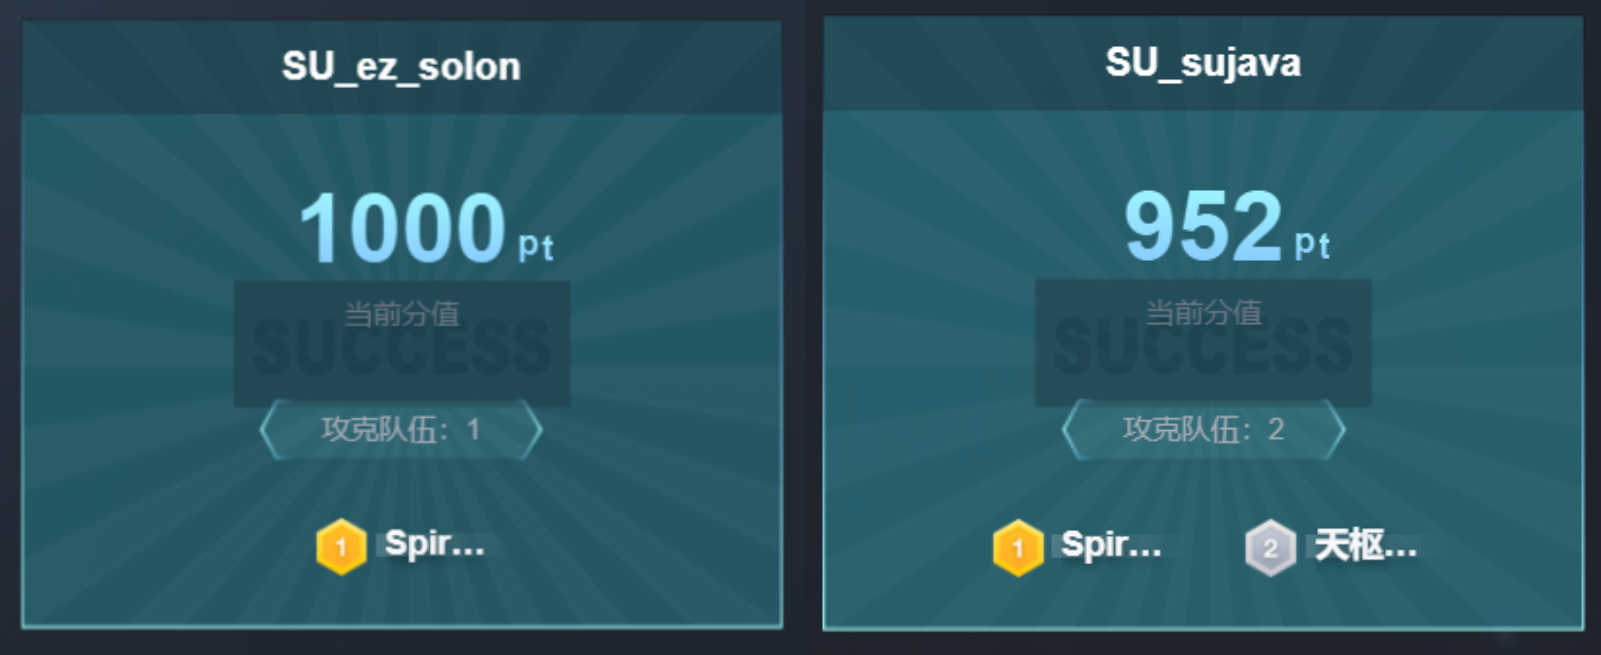 SU_ez_solon
1000 pt
当前分值
SUCCESS
攻克队伍：1
1 Spir...
SU_sujava
952 pt
当前分值
SUCCESS
攻克队伍：2
1 Spir...
2 天枢...